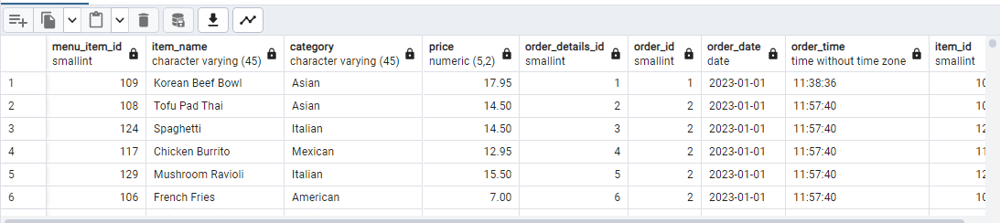 menu_item_id item_name category price order_details_id order_id order_date order_time item_id
smallint character varying (45) character varying (45) numeric (5,2) smallint smallint date time without time zone smallint
1 109 Korean Beef Bowl Asian 17.95 1 1 2023-01-01 11:38:36 10
2 108 Tofu Pad Thai Asian 14.50 2 2 2023-01-01 11:57:40 10
3 124 Spaghetti Italian 14.50 3 2 2023-01-01 11:57:40 12
4 117 Chicken Burrito Mexican 12.95 4 2 2023-01-01 11:57:40 11
5 129 Mushroom Ravioli Italian 15.50 5 2 2023-01-01 11:57:40 12
6 106 French Fries American 7.00 6 2 2023-01-01 11:57:40 10